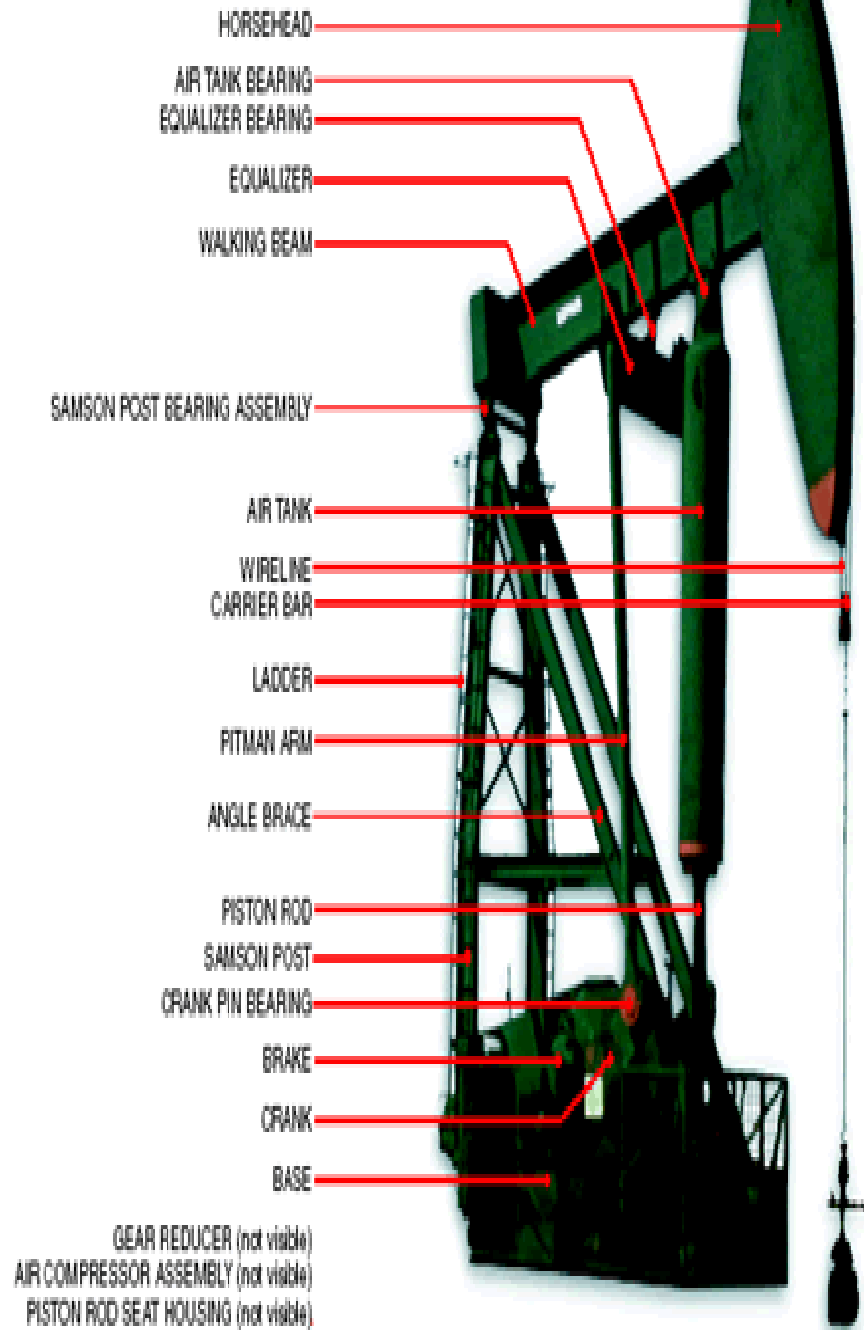 HORSEHEAD
AIR TANK BEARING
EQUALIZER BEARING
EQUALIZER
WALKING BEAM
SAMSON POST BEARING ASSEMBLY
AIR TANK
WIRELINE
CARRIER BAR
LADDER
PITMAN ARM
ANGLE BRACE
PISTON ROD
SAMSON POST
CRANK PIN BEARING
BRAKE
CRANK
BASE
GEAR REDUCER (not visible)
AIR COMPRESSOR ASSEMBLY (not visible)
PISTON ROD SEAT HOUSING (not visible)